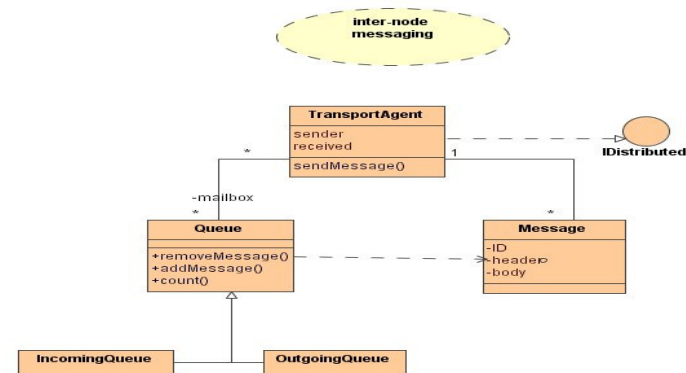 inter-node
messaging
TransportAgent
sender
received
sendMessage()
IDistributed
*
1
-mailbox
*
*
Queue
+removeMessage()
+addMessage()
+count()
Message
-ID
-header
-body
IncomingQueue
OutgoingQueue